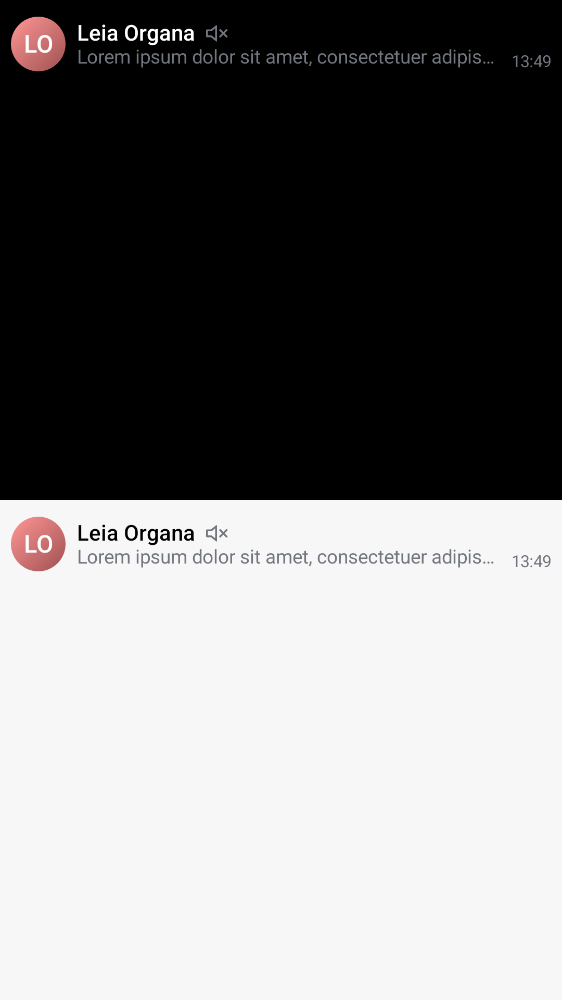 LO
Leia Organa
Lorem ipsum dolor sit amet, consectetuer adipis...
13:49
LO
Leia Organa
Lorem ipsum dolor sit amet, consectetuer adipis...
13:49